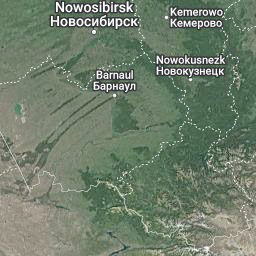 Nowosibirsk
Новосибирск
Kemerowo
Кемерово
Nowokusnezk
Новокузнецк
Barnaul
Барнаул